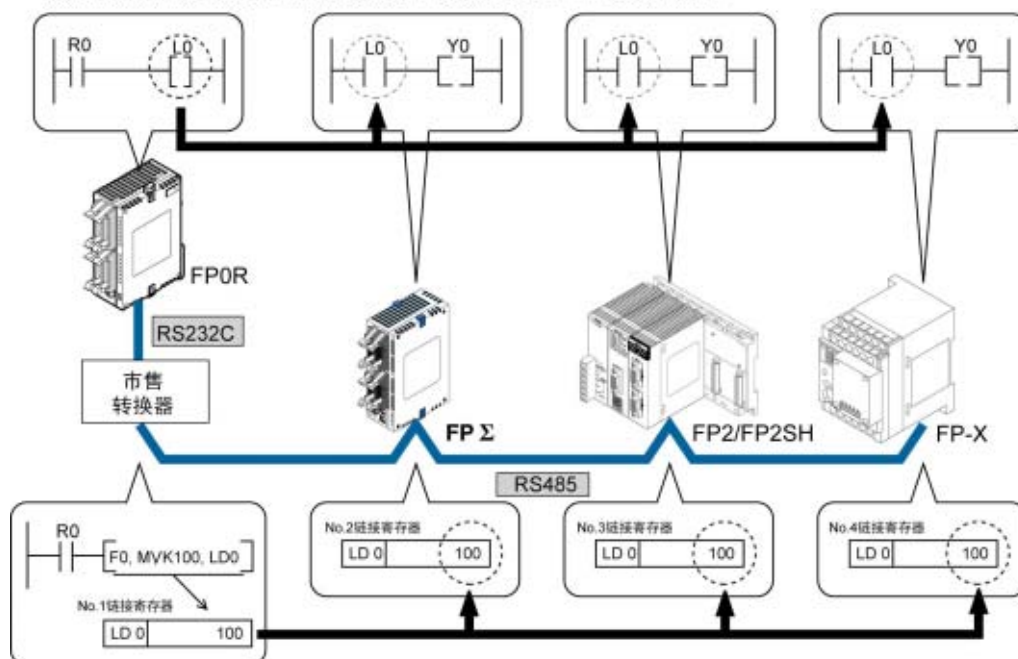 R0 L0
L0 Y0
L0 Y0
L0 Y0
FP0R
RS232C
市售
转换器
FP Σ
FP2/FP2SH
FP-X
RS485
R0
F0, MVK100, LD0
No.1链接寄存器
LD 0 100
No.2链接寄存器
LD 0 100
No.3链接寄存器
LD 0 100
No.4链接寄存器
LD 0 100